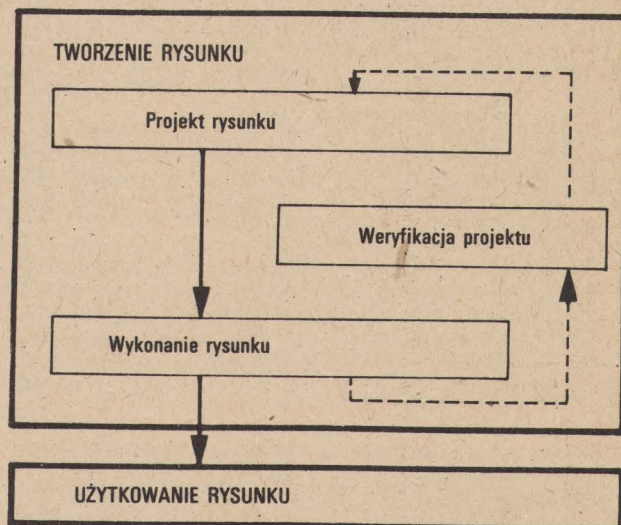 TWORZENIE RYSUNKU
Projekt rysunku
Weryfikacja projektu
Wykonanie rysunku
UŻYTKOWANIE RYSUNKU